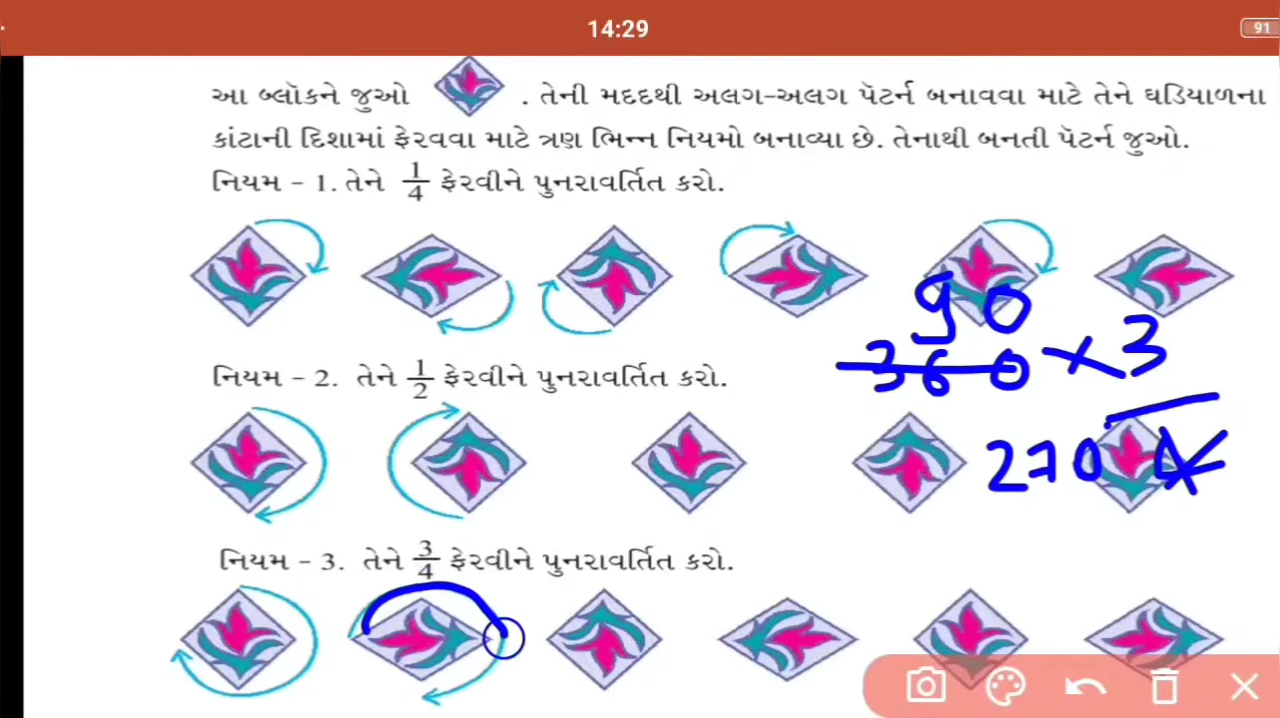 14:29
91
આ બ્લૉકને જુઓ . તેની મદદથી અલગ-અલગ પૅટર્ન બનાવવા માટે તેને ઘડિયાળના
કાંટાની દિશામાં ફેરવવા માટે ત્રણ ભિન્ન નિયમો બનાવ્યા છે. તેનાથી બનતી પૅટર્ન જુઓ.
નિયમ - 1. તેને 1/4 ફેરવીને પુનરાવર્તિત કરો.
90
360 × 3
નિયમ - 2. તેને 1/2 ફેરવીને પુનરાવર્તિત કરો.
270 4
નિયમ - 3. તેને 3/4 ફેરવીને પુનરાવર્તિત કરો.